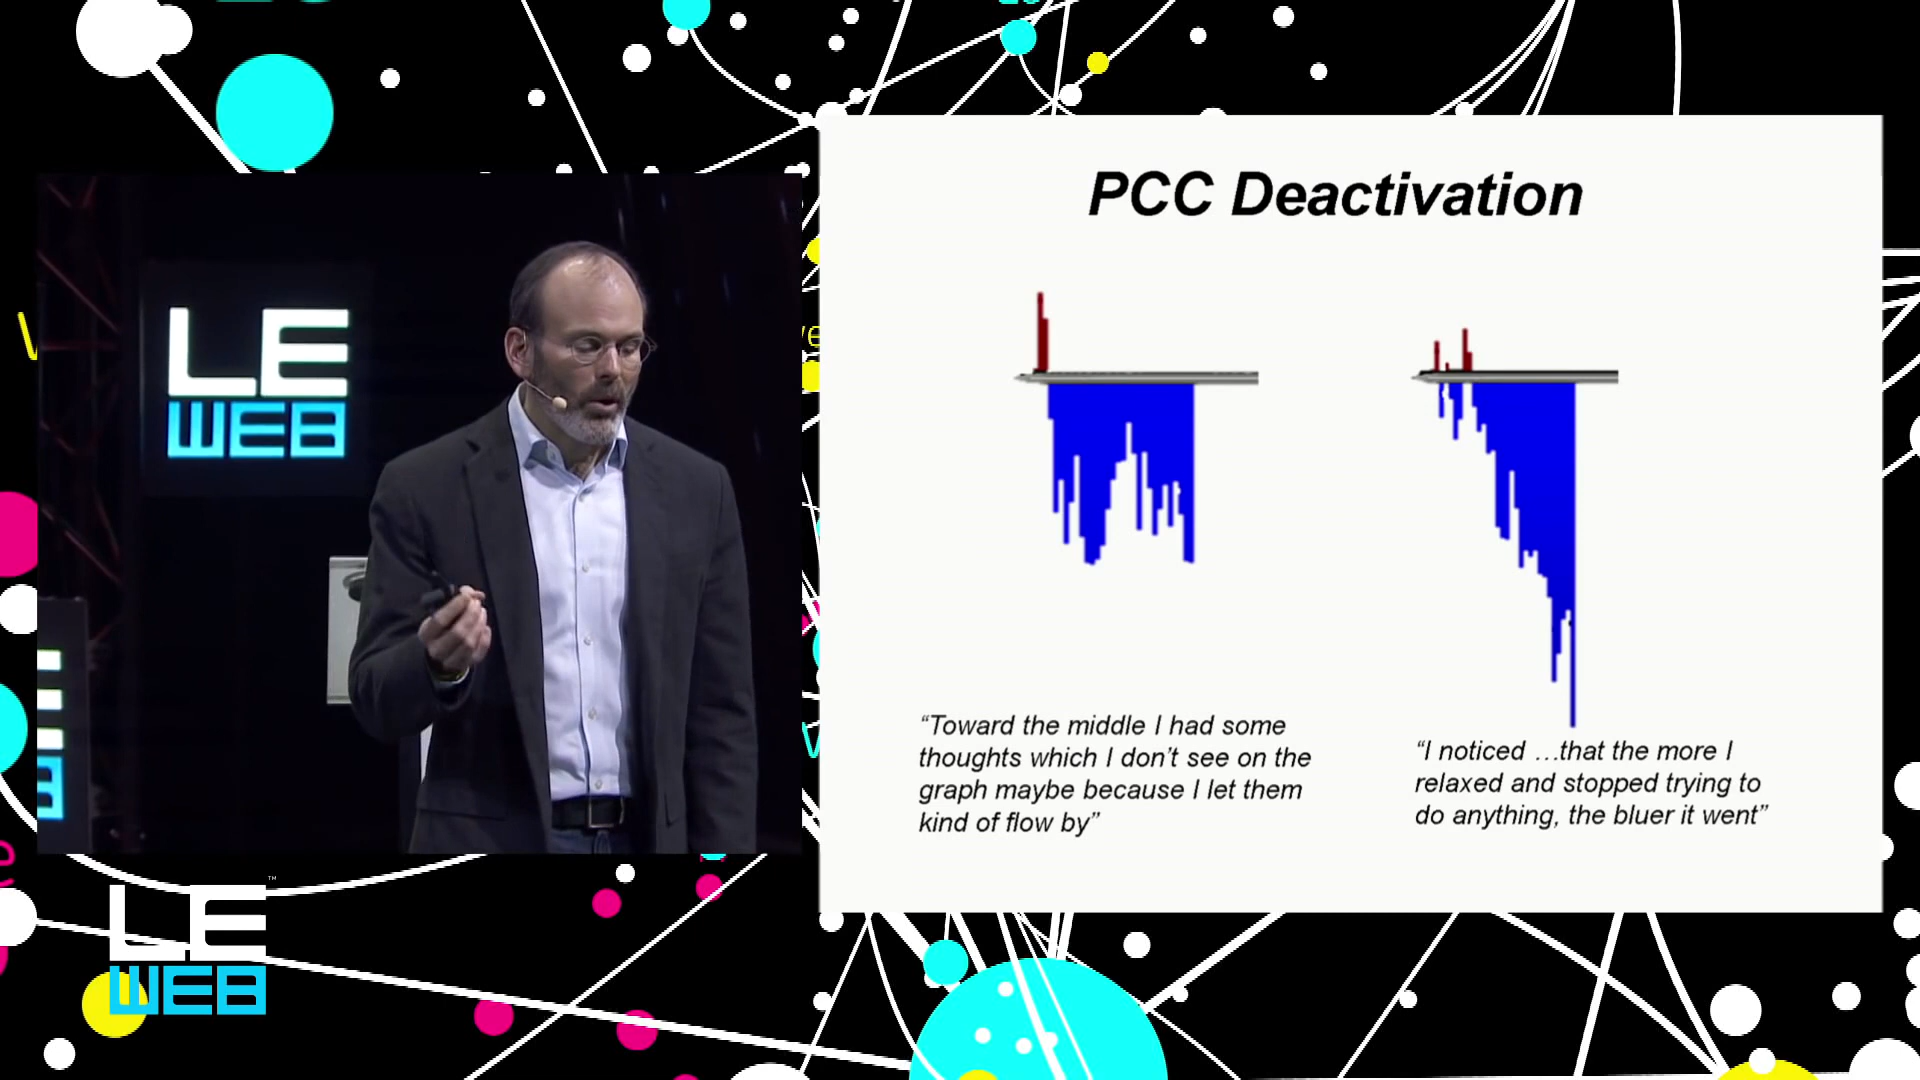 LE
WEB
PCC Deactivation
“Toward the middle I had some
thoughts which I don’t see on the
graph maybe because I let them
kind of flow by”
“I noticed …that the more I
relaxed and stopped trying to
do anything, the bluer it went”
LE
WEB
™